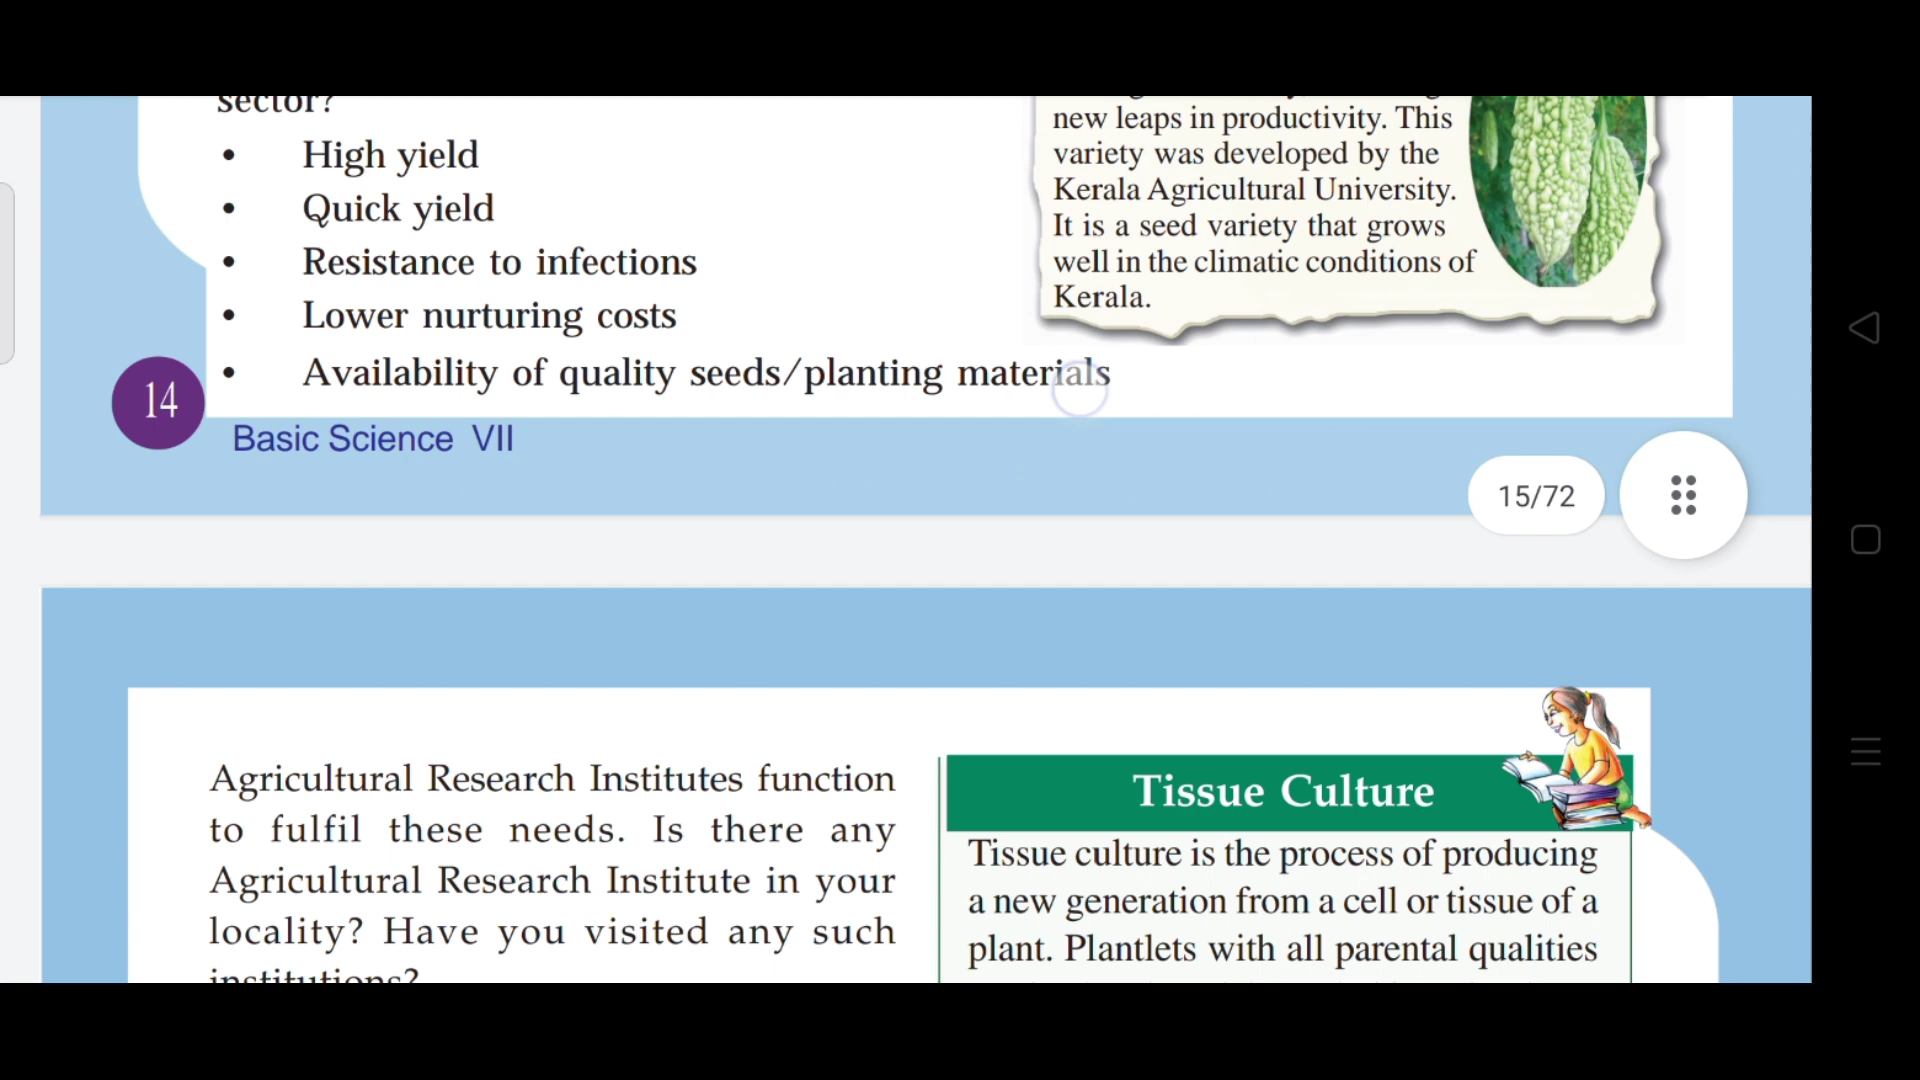 sector?
• High yield
• Quick yield
• Resistance to infections
• Lower nurturing costs
• Availability of quality seeds/planting materials
new leaps in productivity. This
variety was developed by the
Kerala Agricultural University.
It is a seed variety that grows
well in the climatic conditions of
Kerala.
14
Basic Science VII
15/72
Agricultural Research Institutes function
to fulfil these needs. Is there any
Agricultural Research Institute in your
locality? Have you visited any such
institutions?
Tissue Culture
Tissue culture is the process of producing
a new generation from a cell or tissue of a
plant. Plantlets with all parental qualities